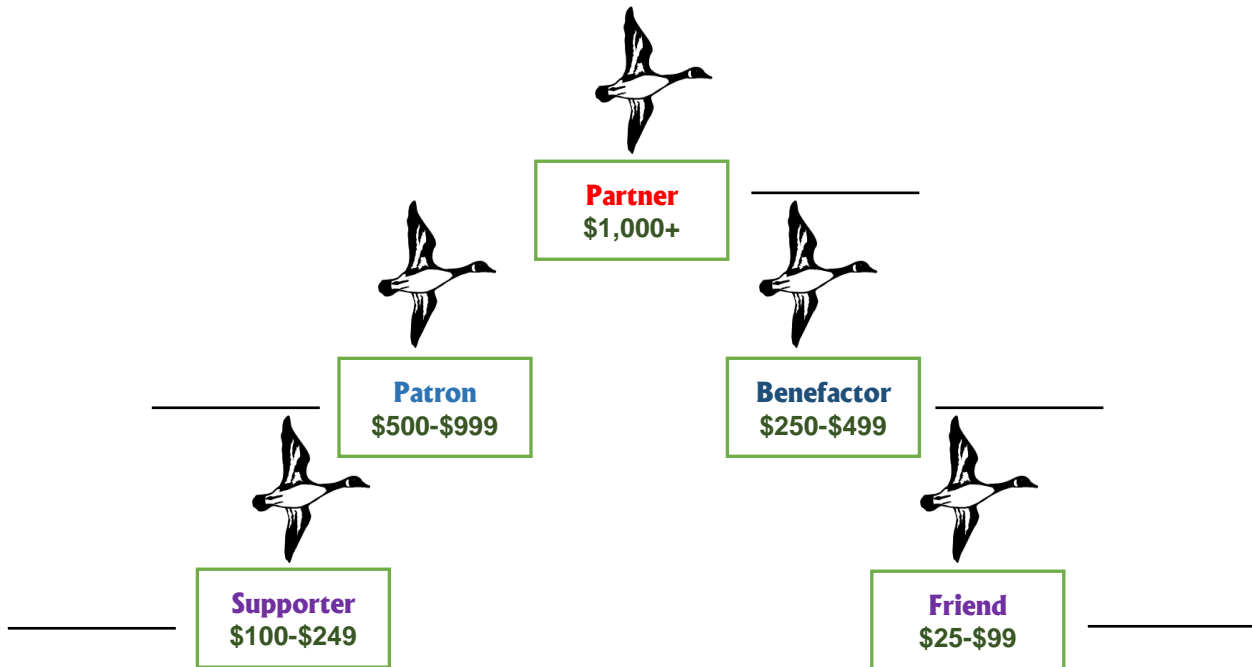 Partner
$1,000+
Patron
$500-$999
Benefactor
$250-$499
Supporter
$100-$249
Friend
$25-$99